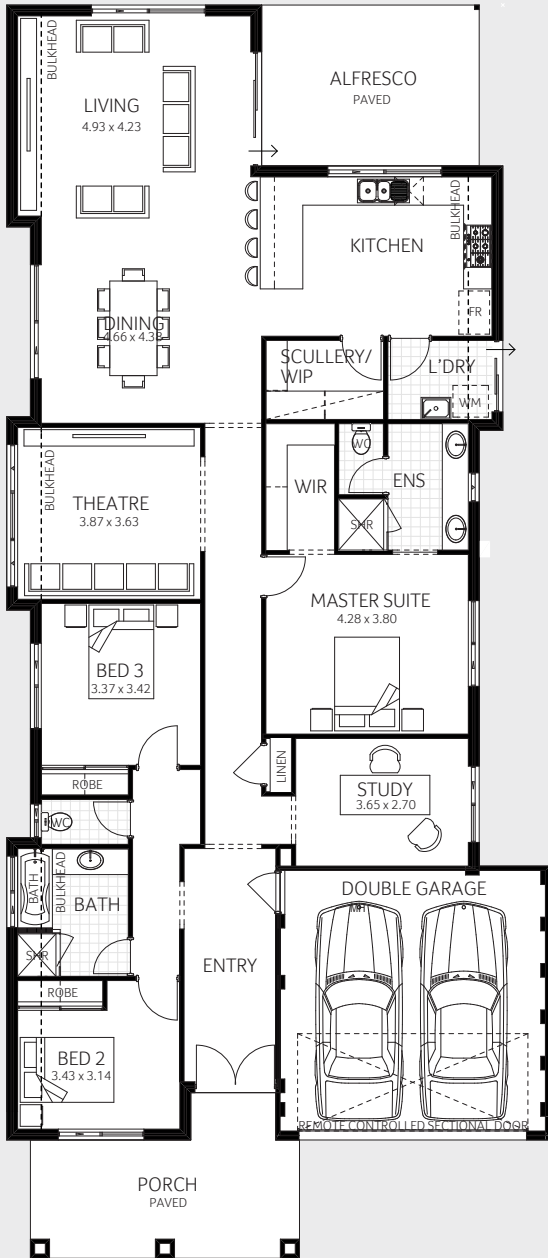 BULKHEAD
LIVING
4.93 x 4.23
ALFRESCO
PAVED
KITCHEN
BULKHEAD
FR
DINING
4.66 x 4.38
SCULLERY/
WIP
L'DRY
WM
BULKHEAD
THEATRE
3.87 x 3.63
WIR
WC
ENS
SHR
MASTER SUITE
4.28 x 3.80
BED 3
3.37 x 3.42
ROBE
LINEN
STUDY
3.65 x 2.70
WC
BATH
BULKHEAD
BATH
SHR
ENTRY
DOUBLE GARAGE
MH
ROBE
BED 2
3.43 x 3.14
REMOTE CONTROLLED SECTIONAL DOOR
PORCH
PAVED